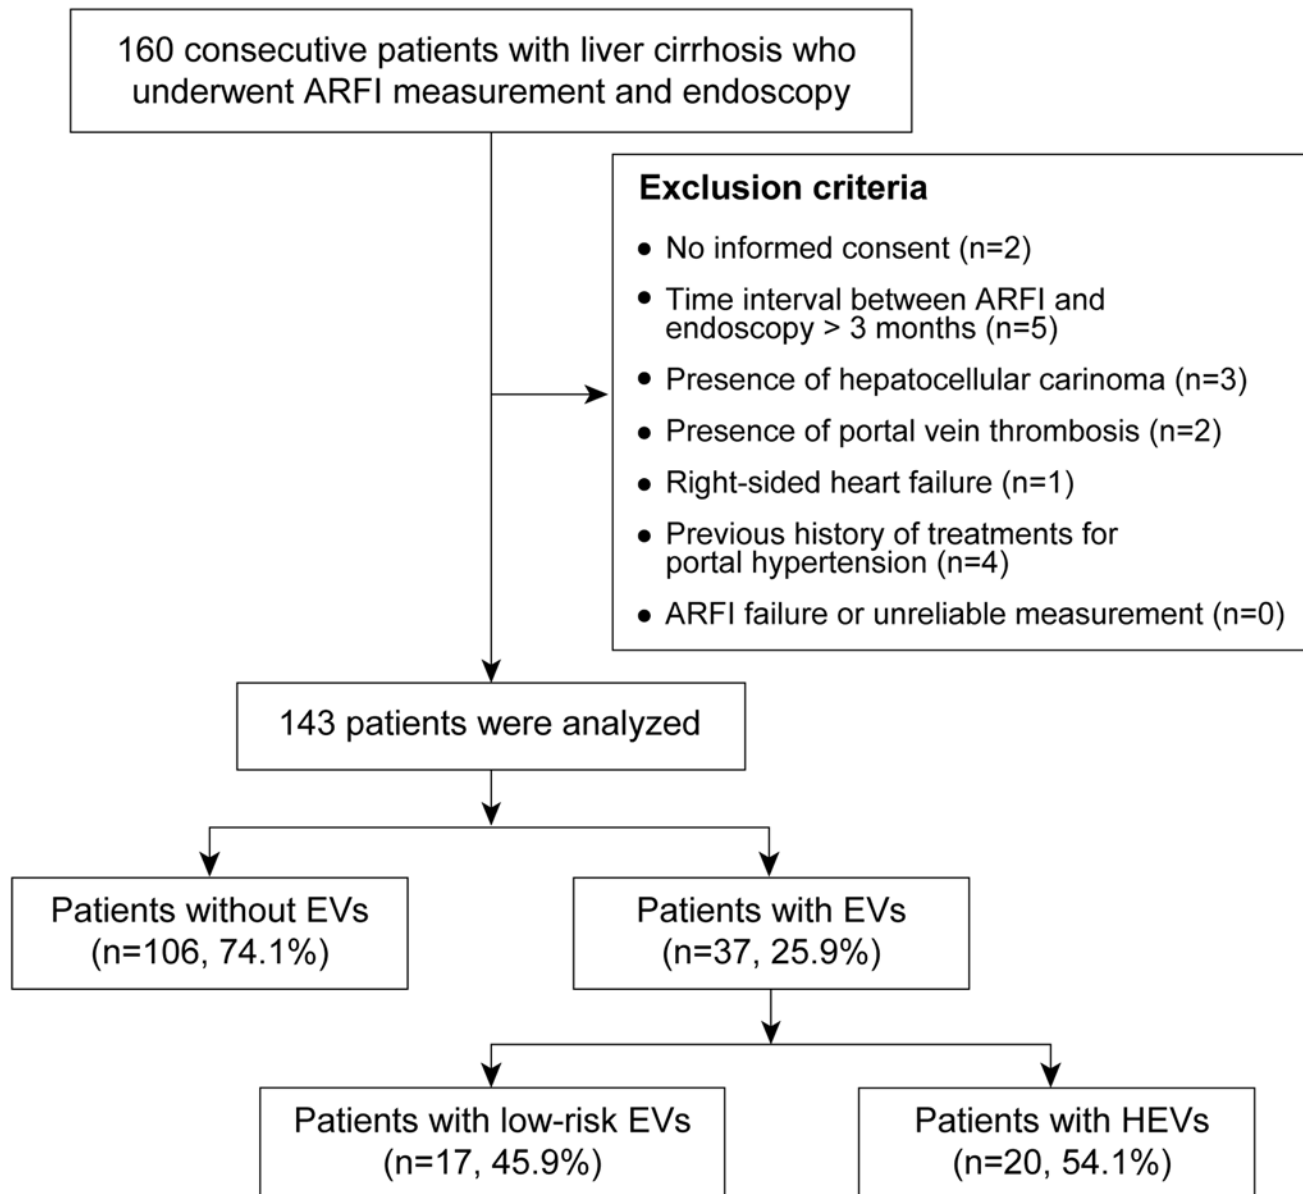 160 consecutive patients with liver cirrhosis who
underwent ARFI measurement and endoscopy
Exclusion criteria
• No informed consent (n=2)
• Time interval between ARFI and
endoscopy > 3 months (n=5)
• Presence of hepatocellular carinoma (n=3)
• Presence of portal vein thrombosis (n=2)
• Right-sided heart failure (n=1)
• Previous history of treatments for
portal hypertension (n=4)
• ARFI failure or unreliable measurement (n=0)
143 patients were analyzed
Patients without EVs
(n=106, 74.1%)
Patients with EVs
(n=37, 25.9%)
Patients with low-risk EVs
(n=17, 45.9%)
Patients with HEVs
(n=20, 54.1%)